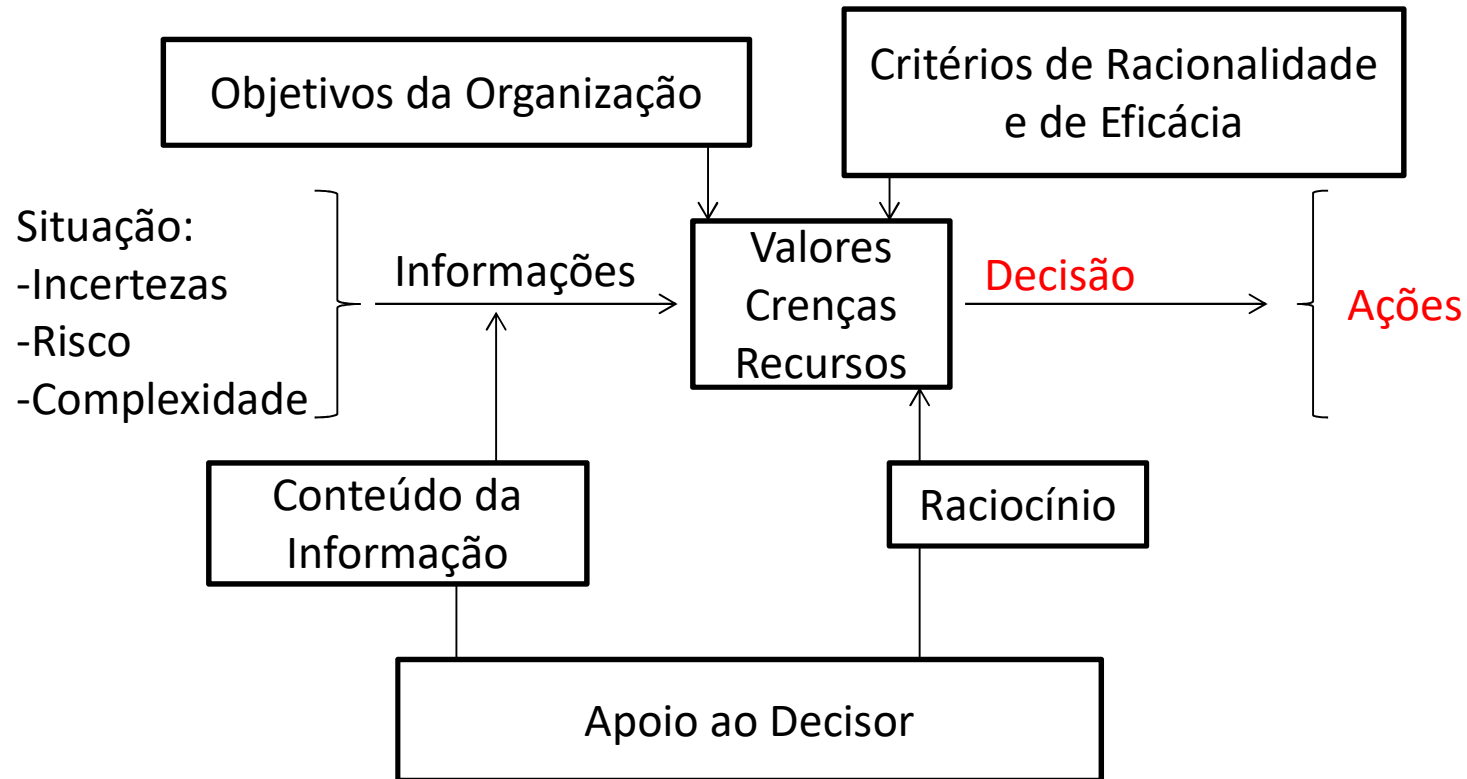 Objetivos da Organização
Critérios de Racionalidade
e de Eficácia
Situação:
-Incertezas
-Risco
-Complexidade
Informações
Valores
Crenças
Recursos
Decisão
Ações
Conteúdo da
Informação
Raciocínio
Apoio ao Decisor